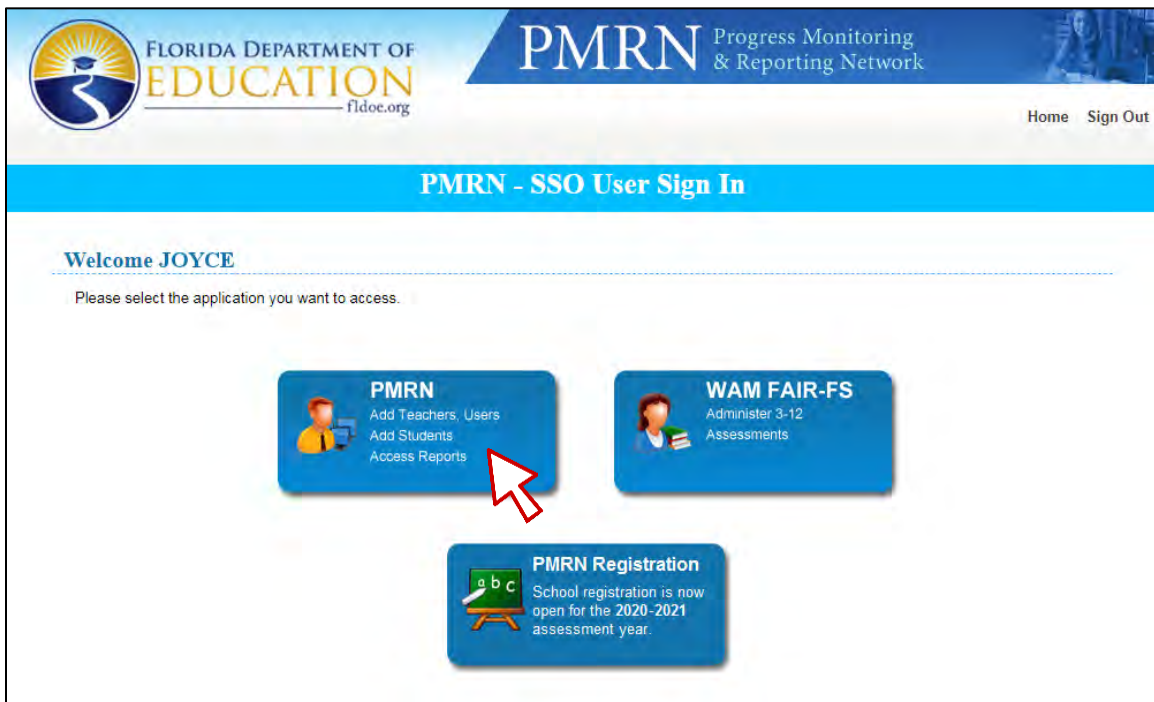 FLORIDA DEPARTMENT OF
EDUCATION
fldoe.org
PMRN Progress Monitoring
& Reporting Network
Home Sign Out
PMRN - SSO User Sign In
Welcome JOYCE
Please select the application you want to access.
PMRN
Add Teachers, Users
Add Students
Access Reports
WAM FAIR-FS
Administer 3-12
Assessments
a b c
PMRN Registration
School registration is now
open for the 2020-2021
assessment year.